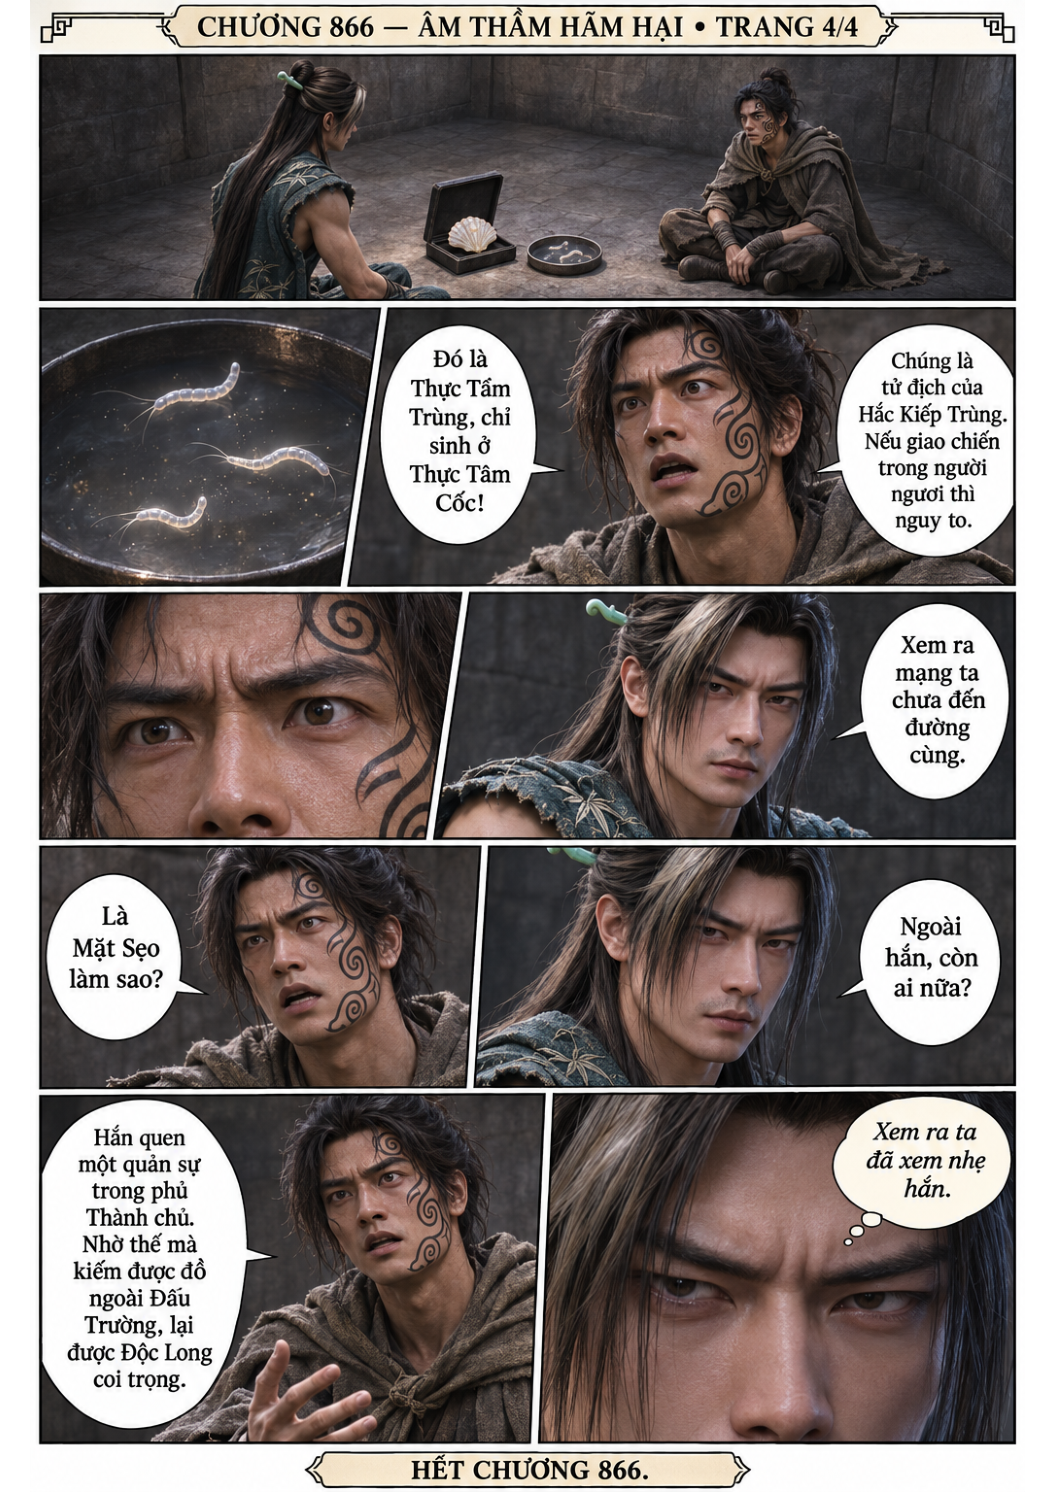 CHƯƠNG 866 — ÂM THẦM HÃM HẠI • TRANG 4/4
Đó là
Thực Tẩm
Trùng, chỉ
sinh ở
Thực Tâm
Cốc!
Chúng là
tử địch của
Hắc Kiếp Trùng.
Nếu giao chiến
trong người
ngươi thì
nguy to.
Xem ra
mạng ta
chưa đến
đường
cùng.
Là
Mặt Sẹo
làm sao?
Ngoài
hắn, còn
ai nữa?
Hắn quen
một quản sự
trong phủ
Thành chủ.
Nhờ thế mà
kiếm được đồ
ngoài Đấu
Trường, lại
được Độc Long
coi trọng.
Xem ra ta
đã xem nhẹ
hắn.
HẾT CHƯƠNG 866.